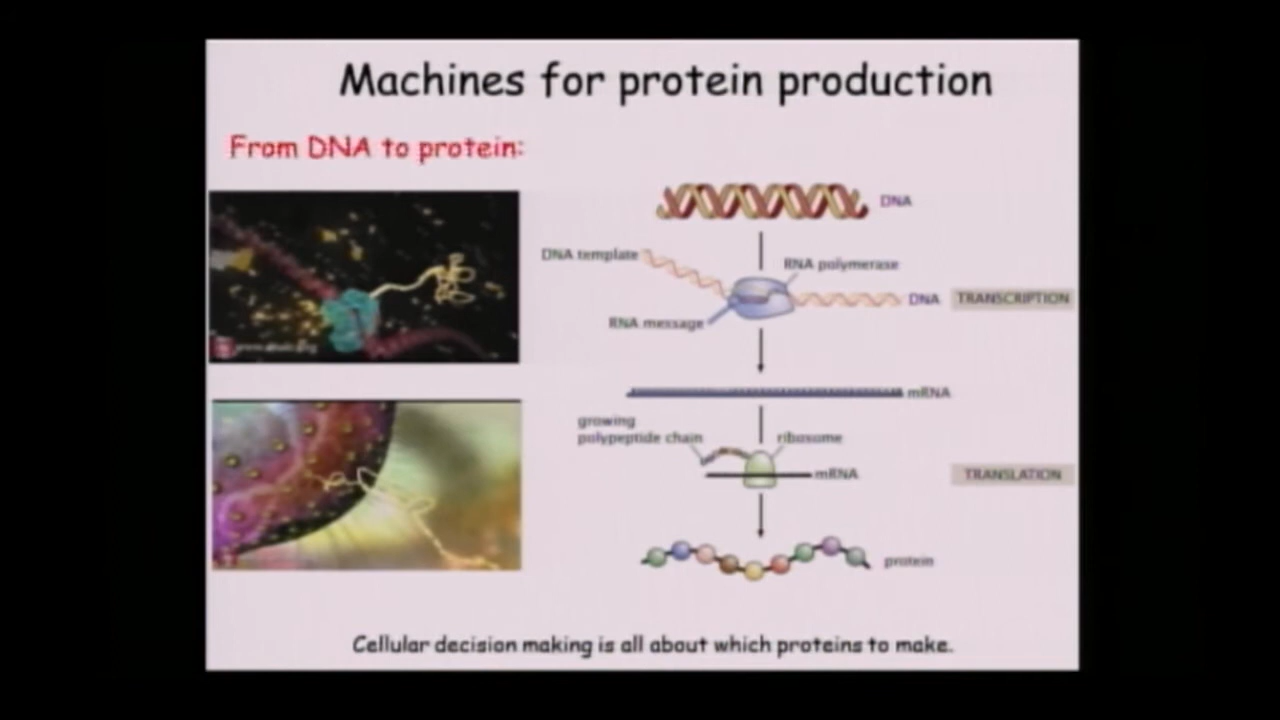 Machines for protein production
From DNA to protein:
DNA
DNA template
RNA polymerase
DNA
TRANSCRIPTION
RNA message
mRNA
growing
polypeptide chain
ribosome
mRNA
TRANSLATION
protein
Cellular decision making is all about which proteins to make.